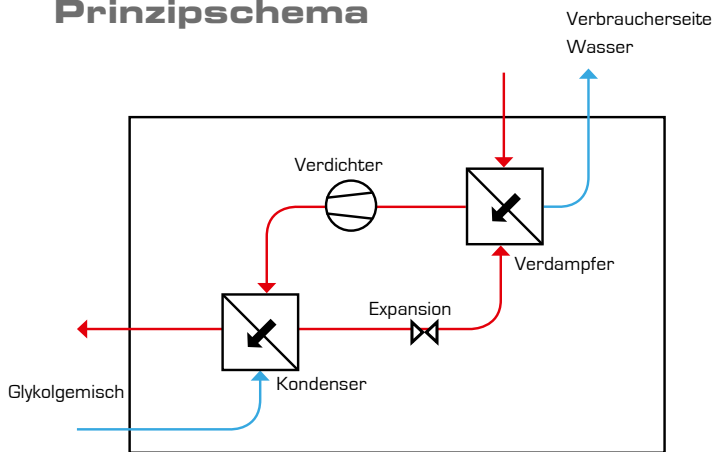 Prinzipschema
Verbraucherseite
Wasser
Verdichter
Verdampfer
Expansion
Kondenser
Glykolgemisch